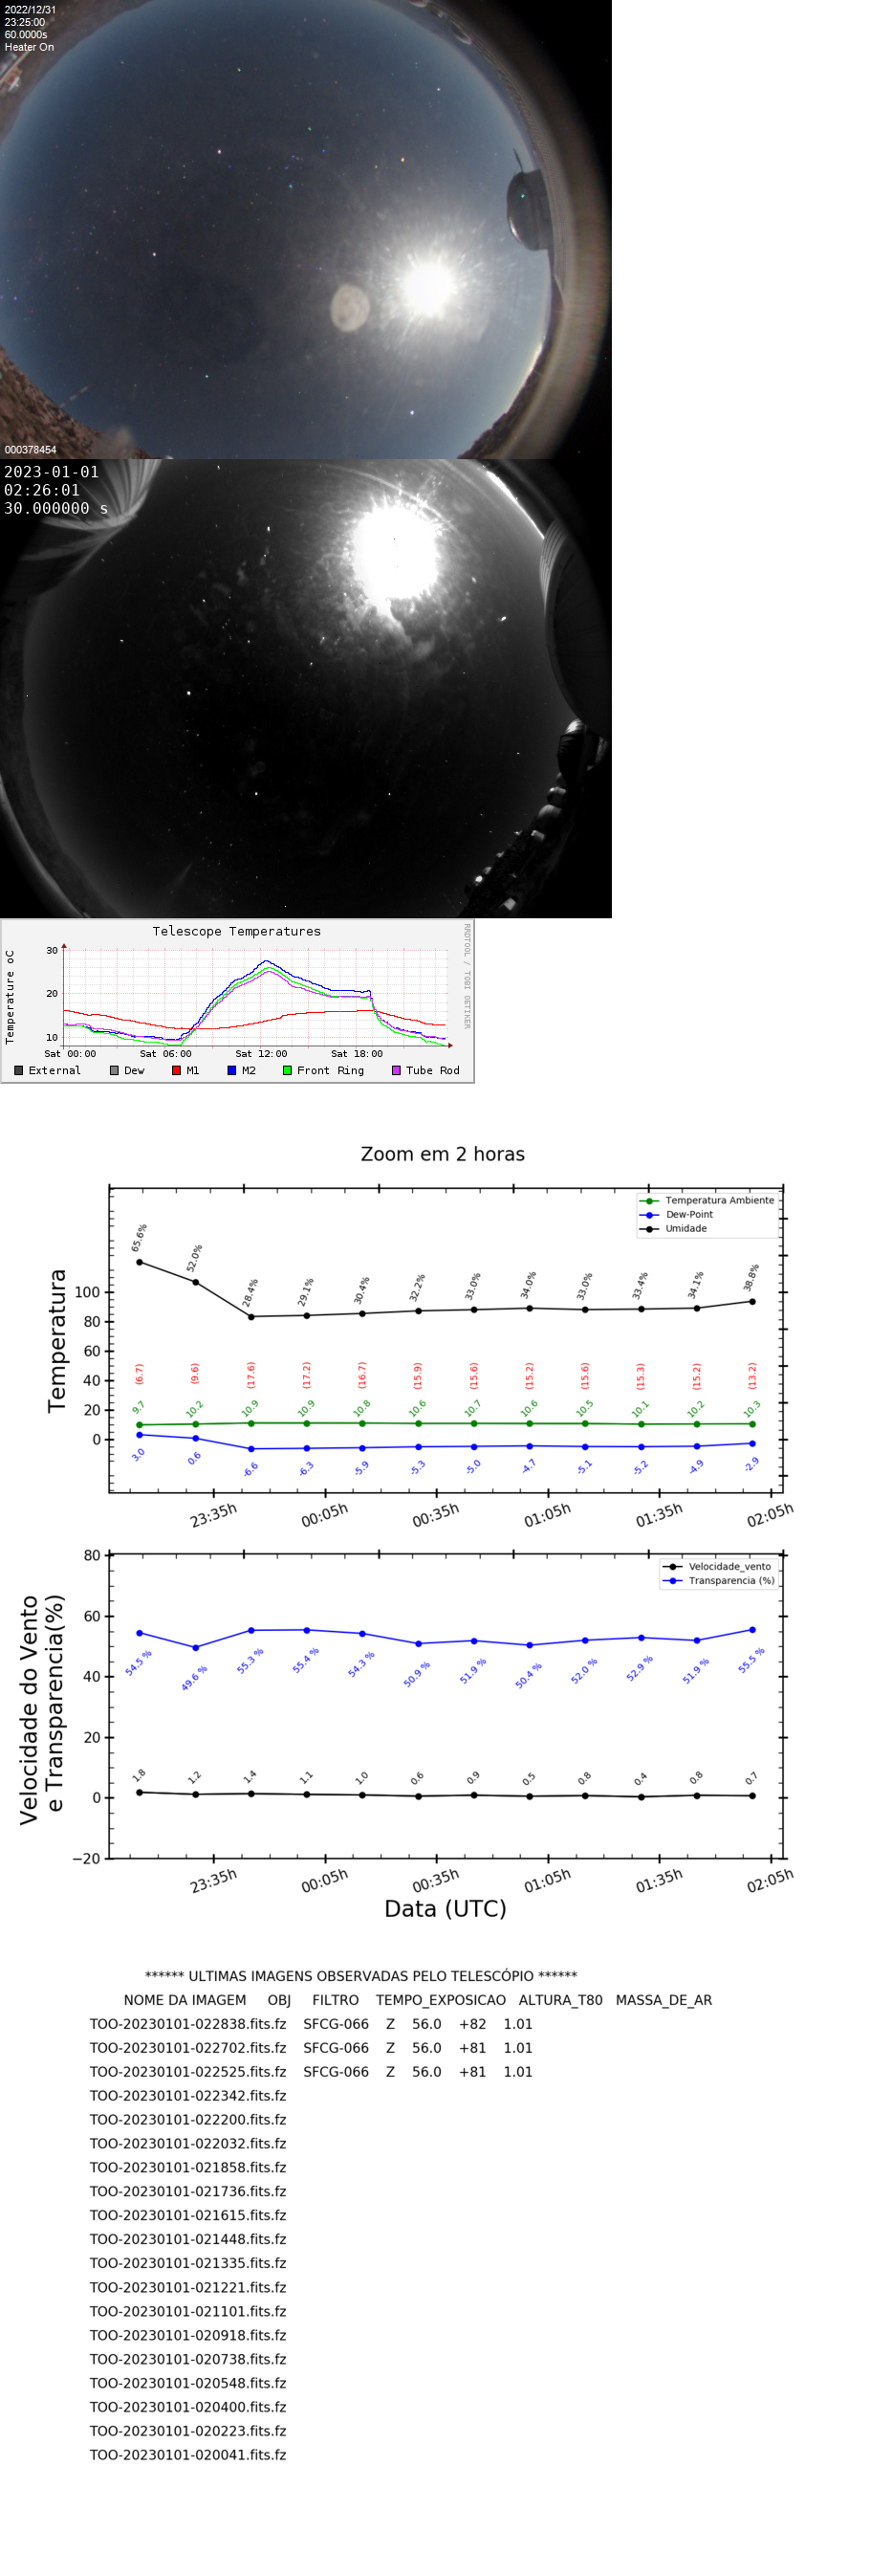 2022/12/31
23:25:00
60.0000s
Heater On
000378454
2023-01-01
02:26:01
30.000000 s
Telescope Temperatures
RRDTOOL / TOBI OETIKER
Temperature oC
30
20
10
Sat 00:00 Sat 06:00 Sat 12:00 Sat 18:00
External Dew M1 M2 Front Ring Tube Rod
Zoom em 2 horas
Temperatura Ambiente
Dew-Point
Umidade
Temperatura
100
80
60
40
20
0
65.6% 52.0% 28.4% 29.1% 30.4% 32.2% 33.0% 34.0% 33.0% 33.4% 34.1% 38.8%
(6.7) (9.6) (17.6) (17.2) (16.7) (15.9) (15.6) (15.2) (15.6) (15.3) (15.2) (13.2)
9.7 10.2 10.9 10.9 10.8 10.6 10.7 10.6 10.5 10.1 10.2 10.3
3.0 0.6 -6.6 -6.3 -5.9 -5.3 -5.0 -4.7 -5.1 -5.2 -4.9 -2.9
23:35h 00:05h 00:35h 01:05h 01:35h 02:05h
Velocidade_vento
Transparencia (%)
Velocidade do Vento
e Transparencia(%)
80
60
40
20
0
−20
54.5 % 49.6 % 55.3 % 55.4 % 54.3 % 50.9 % 51.9 % 50.4 % 52.0 % 52.9 % 51.9 % 55.5 %
1.8 1.2 1.4 1.1 1.0 0.6 0.9 0.5 0.8 0.4 0.8 0.7
23:35h 00:05h 00:35h 01:05h 01:35h 02:05h
Data (UTC)
****** ULTIMAS IMAGENS OBSERVADAS PELO TELESCÓPIO ******
NOME DA IMAGEM OBJ FILTRO TEMPO_EXPOSICAO ALTURA_T80 MASSA_DE_AR
TOO-20230101-022838.fits.fz SFCG-066 Z 56.0 +82 1.01
TOO-20230101-022702.fits.fz SFCG-066 Z 56.0 +81 1.01
TOO-20230101-022525.fits.fz SFCG-066 Z 56.0 +81 1.01
TOO-20230101-022342.fits.fz
TOO-20230101-022200.fits.fz
TOO-20230101-022032.fits.fz
TOO-20230101-021858.fits.fz
TOO-20230101-021736.fits.fz
TOO-20230101-021615.fits.fz
TOO-20230101-021448.fits.fz
TOO-20230101-021335.fits.fz
TOO-20230101-021221.fits.fz
TOO-20230101-021101.fits.fz
TOO-20230101-020918.fits.fz
TOO-20230101-020738.fits.fz
TOO-20230101-020548.fits.fz
TOO-20230101-020400.fits.fz
TOO-20230101-020223.fits.fz
TOO-20230101-020041.fits.fz